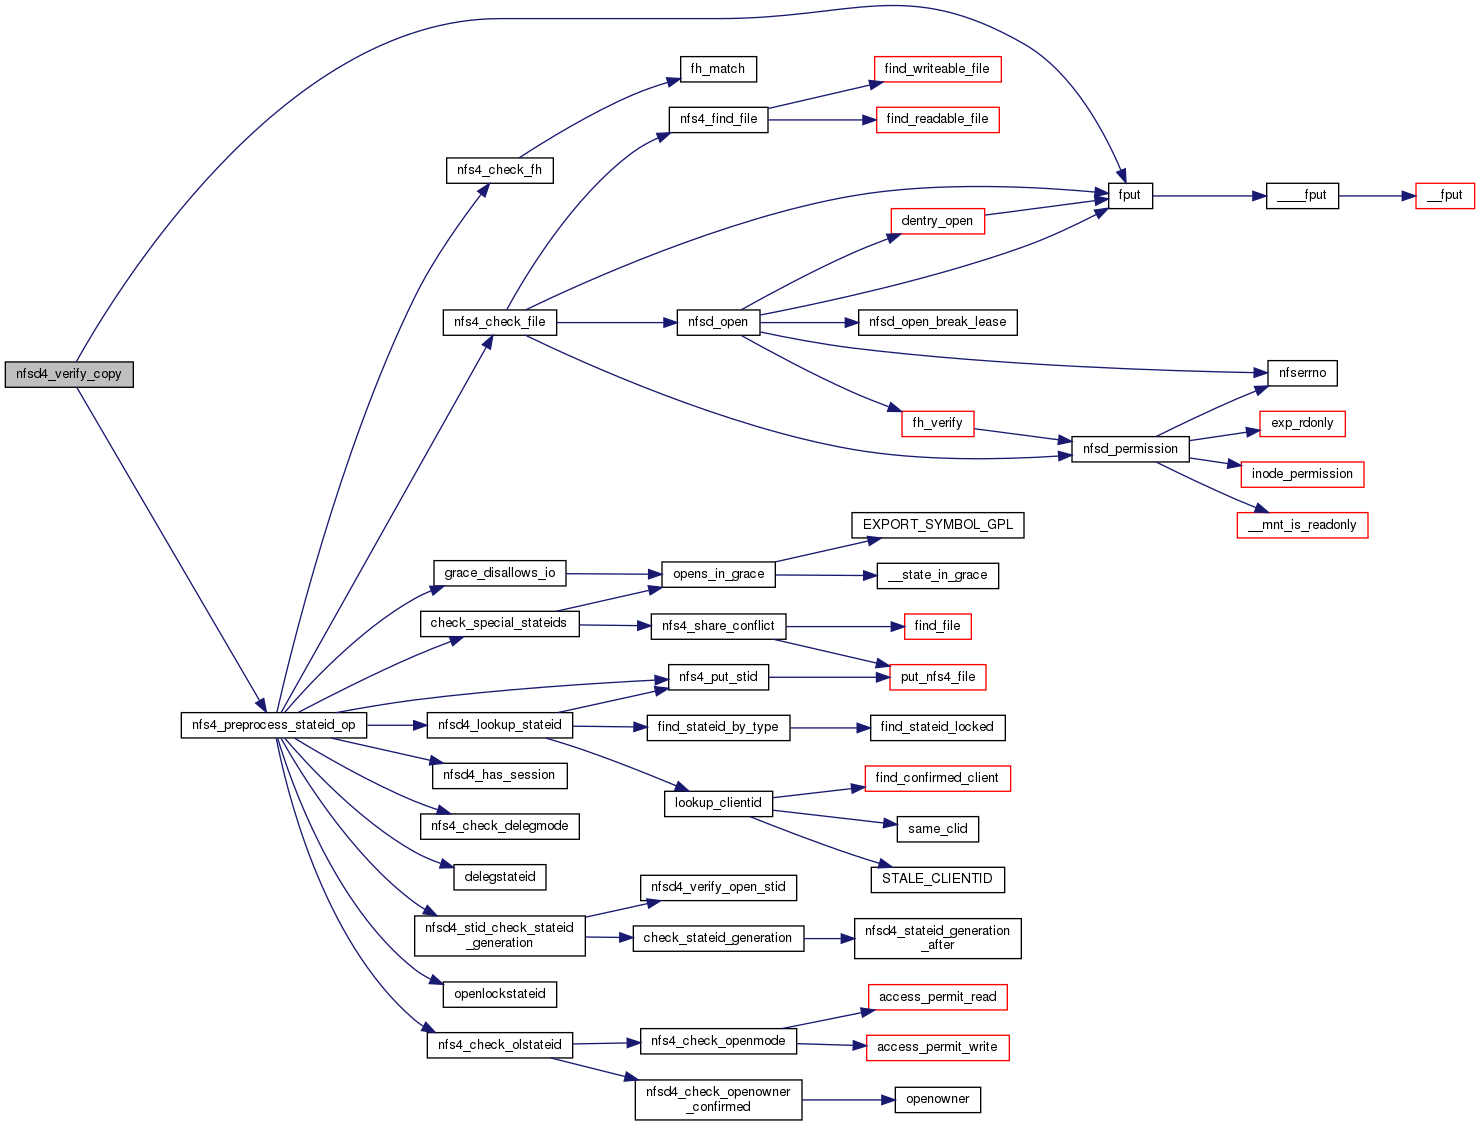 fh_match
find_writeable_file
nfs4_find_file
find_readable_file
nfs4_check_fh
fput
____fput
__fput
dentry_open
nfs4_check_file
nfsd_open
nfsd_open_break_lease
nfsd4_verify_copy
nfserrno
fh_verify
exp_rdonly
nfsd_permission
inode_permission
__mnt_is_readonly
EXPORT_SYMBOL_GPL
grace_disallows_io
opens_in_grace
__state_in_grace
check_special_stateids
nfs4_share_conflict
find_file
nfs4_put_stid
put_nfs4_file
nfs4_preprocess_stateid_op
nfsd4_lookup_stateid
find_stateid_by_type
find_stateid_locked
nfsd4_has_session
find_confirmed_client
lookup_clientid
nfs4_check_delegmode
same_clid
delegstateid
STALE_CLIENTID
nfsd4_verify_open_stid
nfsd4_stid_check_stateid
_generation
check_stateid_generation
nfsd4_stateid_generation
_after
openlockstateid
access_permit_read
nfs4_check_olstateid
nfs4_check_openmode
access_permit_write
nfsd4_check_openowner
_confirmed
openowner